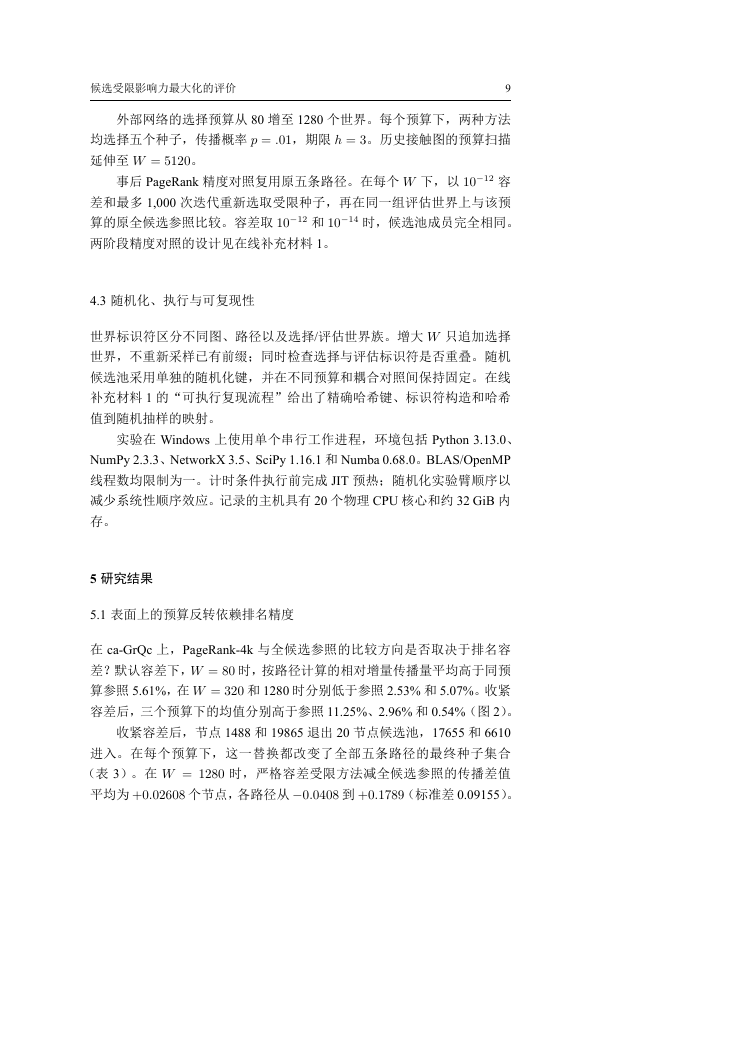 候选受限影响力最大化的评价 9
外部网络的选择预算从 80 增至 1280 个世界。每个预算下，两种方法
均选择五个种子，传播概率 p = .01，期限 h = 3。历史接触图的预算扫描
延伸至 W = 5120。
事后 PageRank 精度对照复用原五条路径。在每个 W 下，以 10⁻¹² 容
差和最多 1,000 次迭代重新选取受限种子，再在同一组评估世界上与该预
算的原全候选参照比较。容差取 10⁻¹² 和 10⁻¹⁴ 时，候选池成员完全相同。
两阶段精度对照的设计见在线补充材料 1。
4.3 随机化、执行与可复现性
世界标识符区分不同图、路径以及选择/评估世界族。增大 W 只追加选择
世界，不重新采样已有前缀；同时检查选择与评估标识符是否重叠。随机
候选池采用单独的随机化键，并在不同预算和耦合对照间保持固定。在线
补充材料 1 的“可执行复现流程”给出了精确哈希键、标识符构造和哈希
值到随机抽样的映射。
实验在 Windows 上使用单个串行工作进程，环境包括 Python 3.13.0、
NumPy 2.3.3、NetworkX 3.5、SciPy 1.16.1 和 Numba 0.68.0。BLAS/OpenMP
线程数均限制为一。计时条件执行前完成 JIT 预热；随机化实验臂顺序以
减少系统性顺序效应。记录的主机具有 20 个物理 CPU 核心和约 32 GiB 内
存。
5 研究结果
5.1 表面上的预算反转依赖排名精度
在 ca-GrQc 上，PageRank-4k 与全候选参照的比较方向是否取决于排名容
差？默认容差下，W = 80 时，按路径计算的相对增量传播量平均高于同预
算参照 5.61%，在 W = 320 和 1280 时分别低于参照 2.53% 和 5.07%。收紧
容差后，三个预算下的均值分别高于参照 11.25%、2.96% 和 0.54%（图 2）。
收紧容差后，节点 1488 和 19865 退出 20 节点候选池，17655 和 6610
进入。在每个预算下，这一替换都改变了全部五条路径的最终种子集合
（表 3）。在 W = 1280 时，严格容差受限方法减全候选参照的传播差值
平均为 +0.02608 个节点，各路径从 −0.0408 到 +0.1789（标准差 0.09155）。